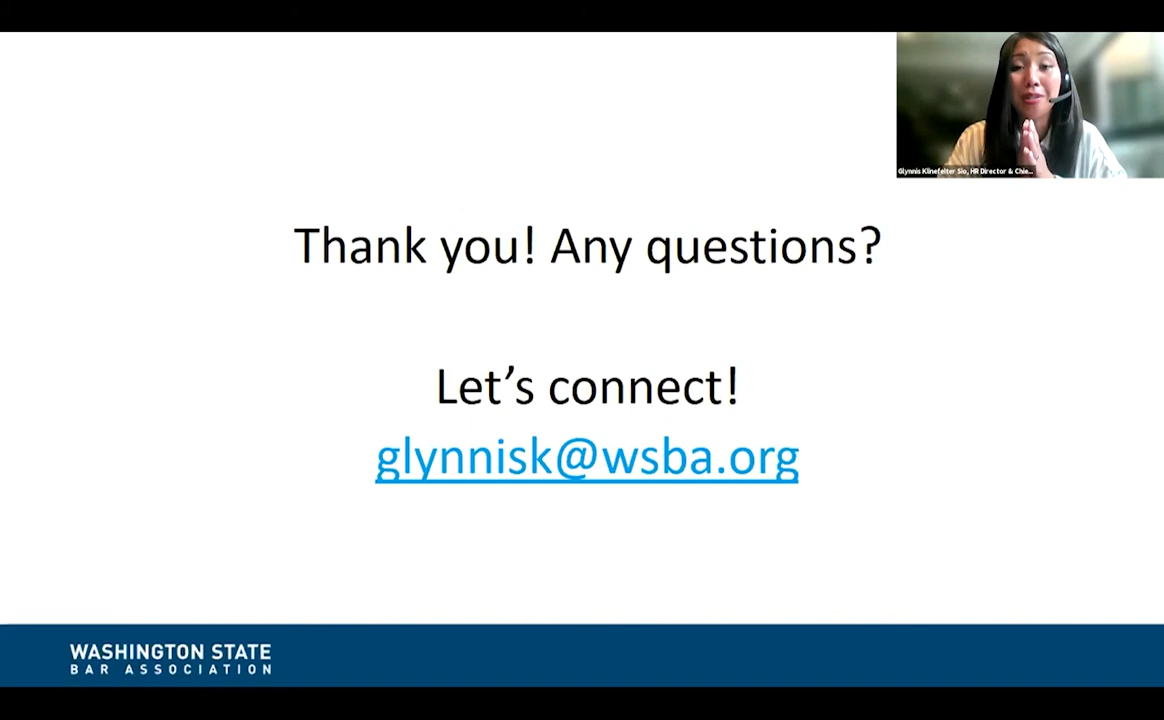 Glynnis Klinefelter Sio, HR Director & Chie...
Thank you! Any questions?
Let’s connect!
glynnisk@wsba.org
WASHINGTON STATE
BAR ASSOCIATION